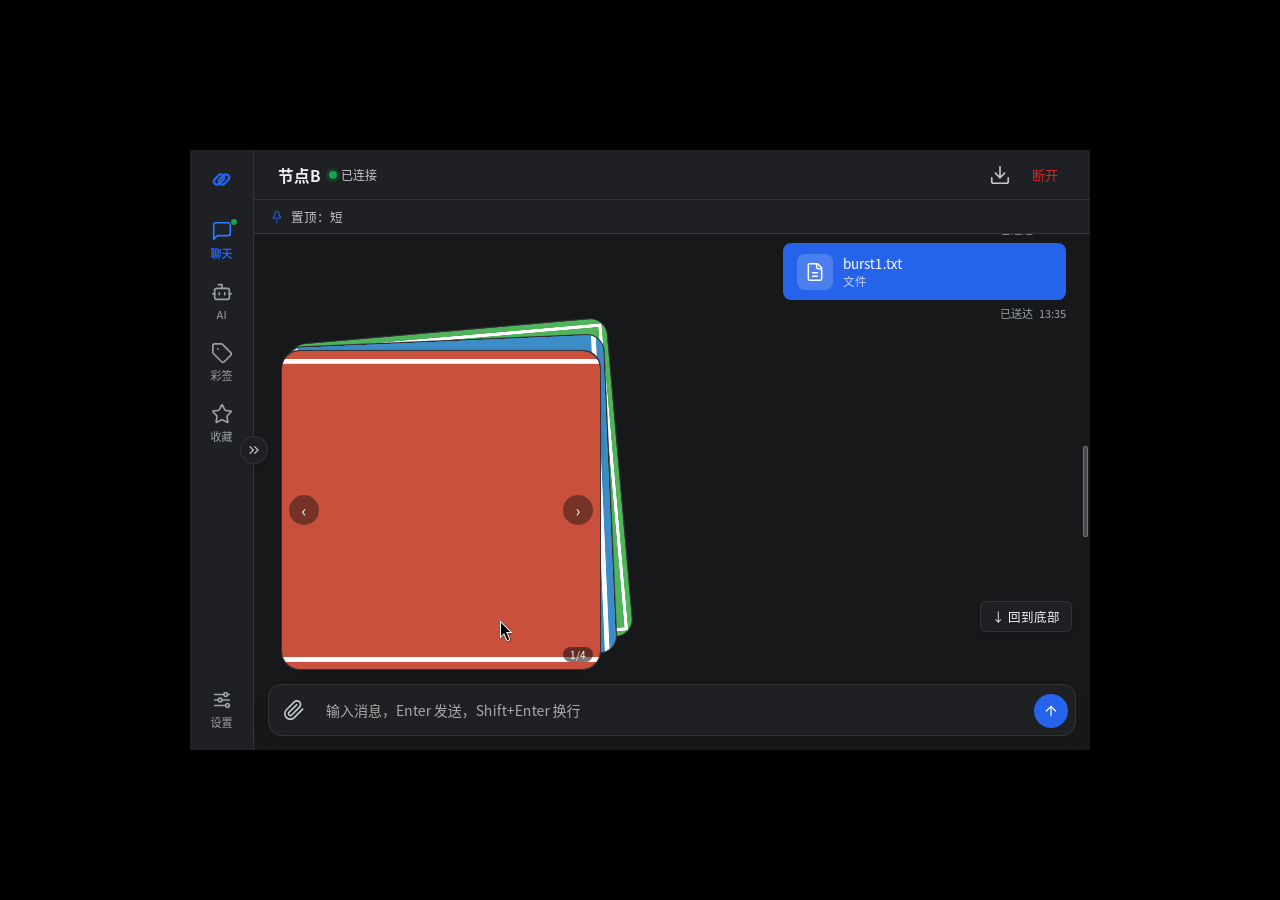 节点B
已连接
断开
置顶：短
聊天
AI
彩签
收藏
设置
burst1.txt
文件
已送达 13:35
‹
›
1/4
↓ 回到底部
输入消息，Enter 发送，Shift+Enter 换行